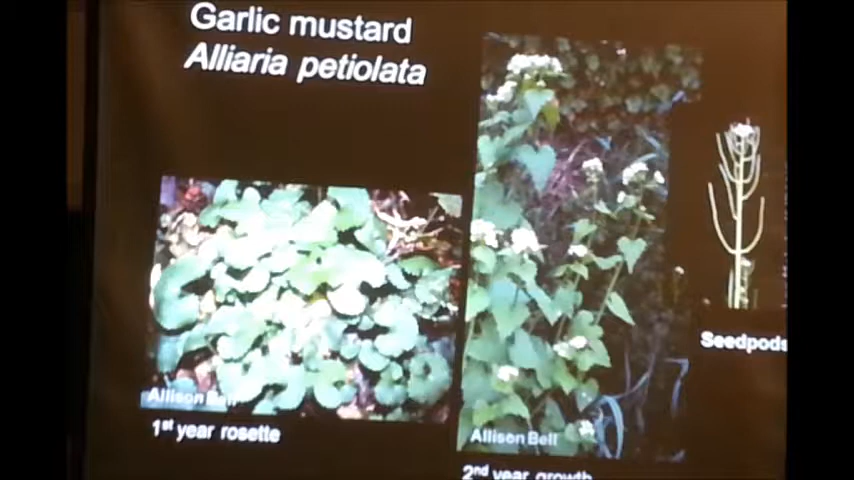 Garlic mustard
Alliaria petiolata
Allison Bell
1st year rosette
Allison Bell
2nd year growth
Seedpods